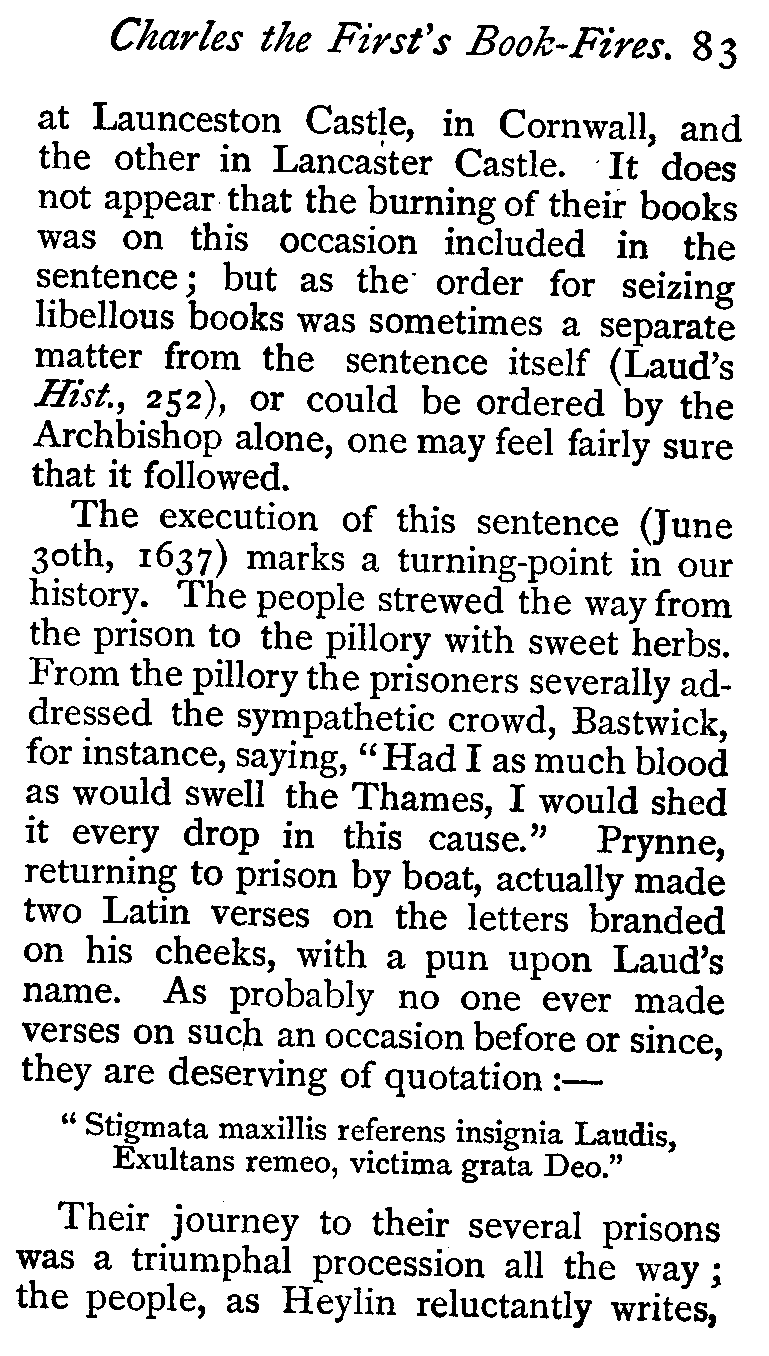 Charles the First's Book-Fires. 83
at Launceston Castle, in Cornwall, and
the other in Lancaster Castle. It does
not appear that the burning of their books
was on this occasion included in the
sentence; but as the order for seizing
libellous books was sometimes a separate
matter from the sentence itself (Laud's
Hist., 252), or could be ordered by the
Archbishop alone, one may feel fairly sure
that it followed.
The execution of this sentence (June
30th, 1637) marks a turning-point in our
history. The people strewed the way from
the prison to the pillory with sweet herbs.
From the pillory the prisoners severally ad-
dressed the sympathetic crowd, Bastwick,
for instance, saying, "Had I as much blood
as would swell the Thames, I would shed
it every drop in this cause." Prynne,
returning to prison by boat, actually made
two Latin verses on the letters branded
on his cheeks, with a pun upon Laud's
name. As probably no one ever made
verses on such an occasion before or since,
they are deserving of quotation :—
"Stigmata maxillis referens insignia Laudis,
Exultans remeo, victima grata Deo."
Their journey to their several prisons
was a triumphal procession all the way ;
the people, as Heylin reluctantly writes,